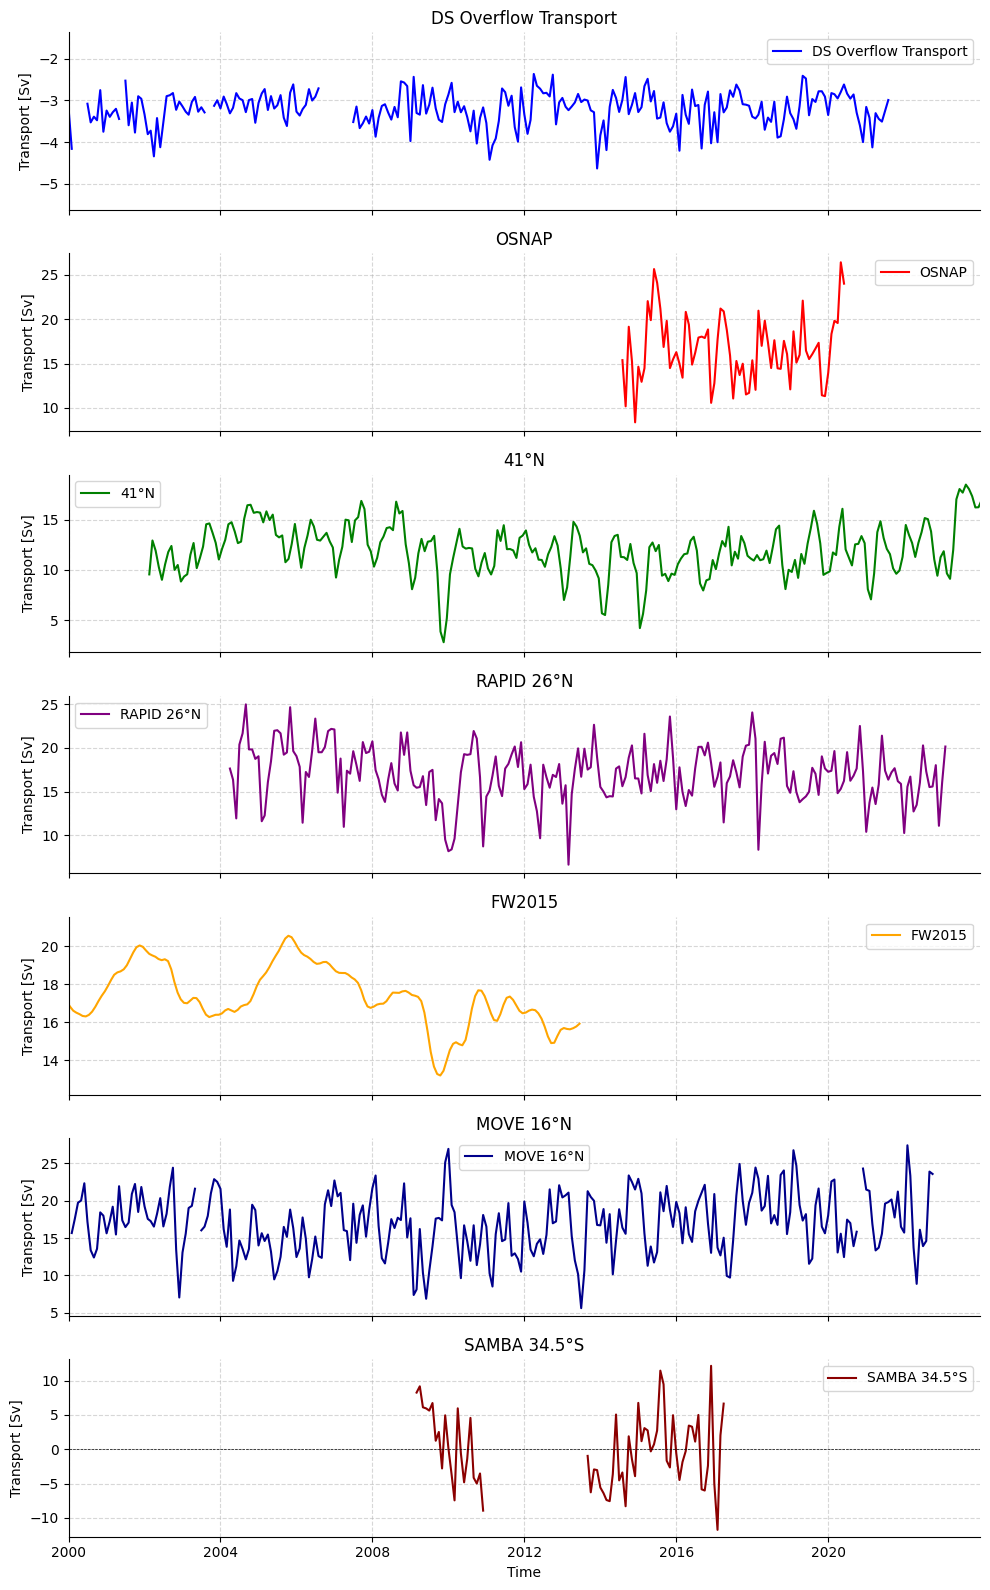 DS Overflow Transport
DS Overflow Transport
Transport [Sv]
−2
−3
−4
−5
OSNAP
OSNAP
Transport [Sv]
25
20
15
10
41°N
41°N
Transport [Sv]
15
10
5
RAPID 26°N
RAPID 26°N
Transport [Sv]
25
20
15
10
FW2015
FW2015
Transport [Sv]
20
18
16
14
MOVE 16°N
MOVE 16°N
Transport [Sv]
25
20
15
10
5
SAMBA 34.5°S
SAMBA 34.5°S
Transport [Sv]
10
5
0
−5
−10
2000 2004 2008 2012 2016 2020
Time